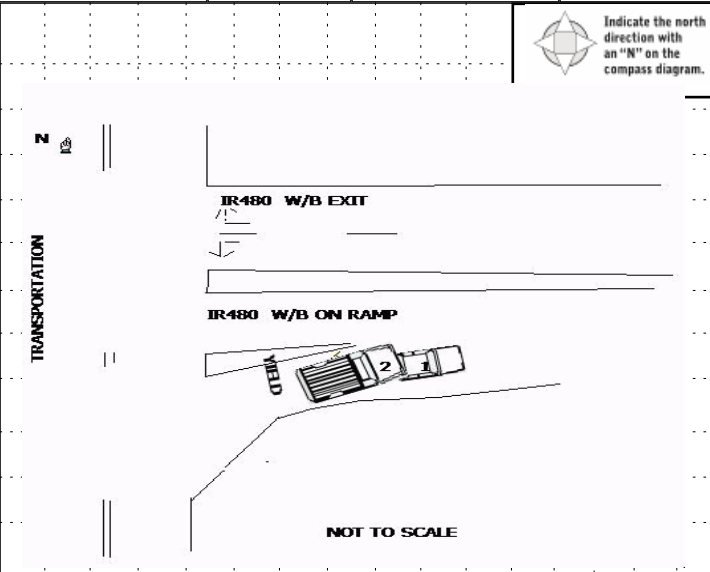 Indicate the north
direction with
an "N" on the
compass diagram.
N
IR480 W/B EXIT
TRANSPORTATION
IR480 W/B ON RAMP
YIELD
2
1
NOT TO SCALE